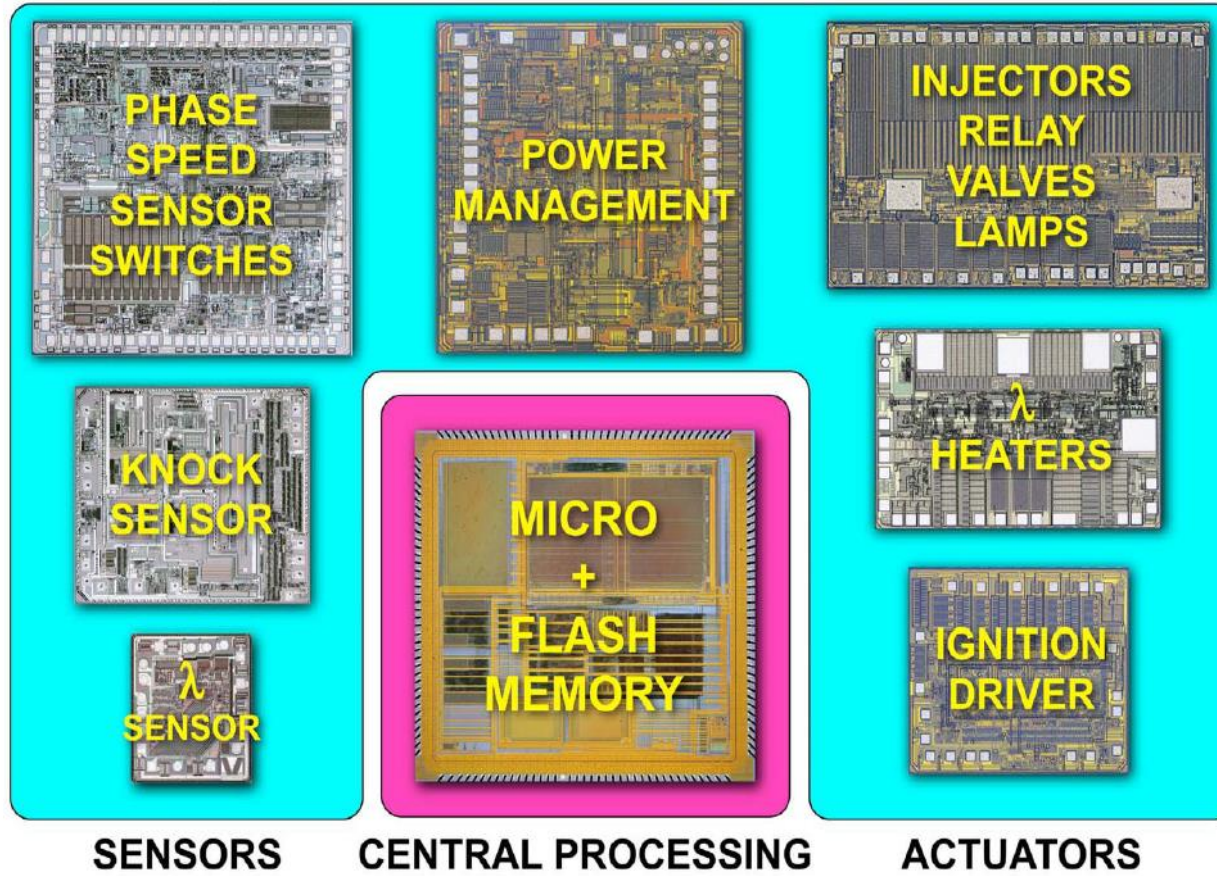 PHASE
SPEED
SENSOR
SWITCHES
POWER
MANAGEMENT
INJECTORS
RELAY
VALVES
LAMPS
KNOCK
SENSOR
λ
HEATERS
MICRO
+
FLASH
MEMORY
λ
SENSOR
IGNITION
DRIVER
SENSORS
CENTRAL PROCESSING
ACTUATORS